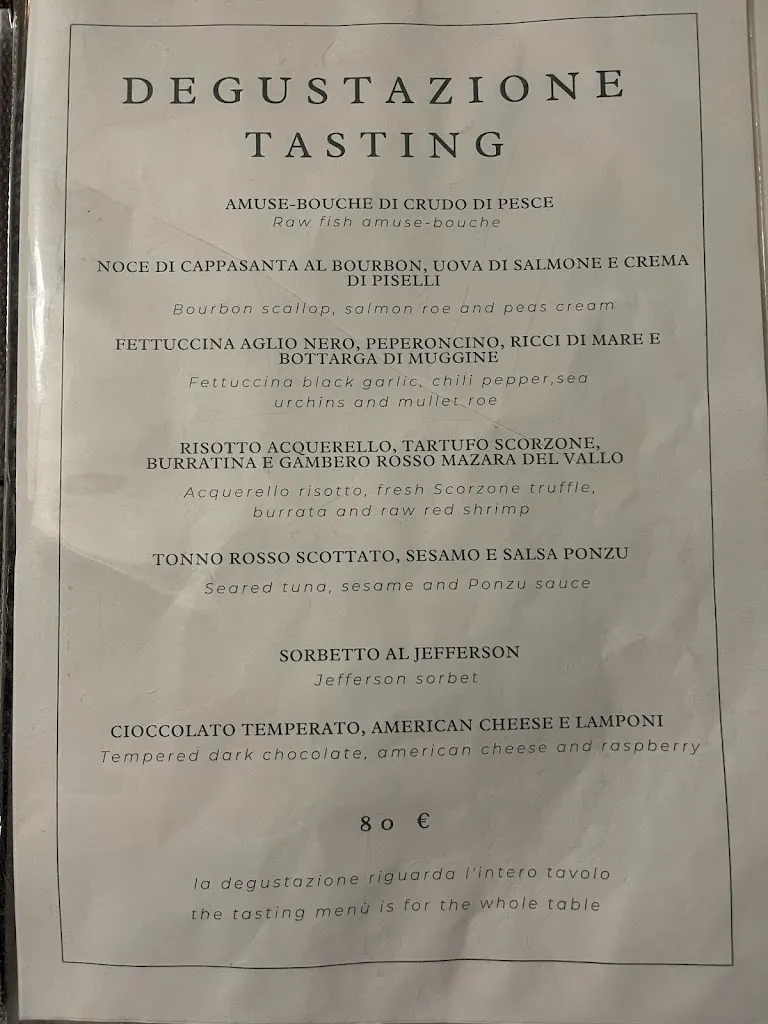 DEGUSTAZIONE
TASTING
AMUSE-BOUCHE DI CRUDO DI PESCE
Raw fish amuse-bouche
NOCE DI CAPPASANTA AL BOURBON, UOVA DI SALMONE E CREMA
DI PISELLI
Bourbon scallop, salmon roe and peas cream
FETTUCCINA AGLIO NERO, PEPERONCINO, RICCI DI MARE E
BOTTARGA DI MUGGINE
Fettuccina black garlic, chili pepper,sea
urchins and mullet roe
RISOTTO ACQUERELLO, TARTUFO SCORZONE,
BURRATINA E GAMBERO ROSSO MAZARA DEL VALLO
Acquerello risotto, fresh Scorzone truffle,
burrata and raw red shrimp
TONNO ROSSO SCOTTATO, SESAMO E SALSA PONZU
Seared tuna, sesame and Ponzu sauce
SORBETTO AL JEFFERSON
Jefferson sorbet
CIOCCOLATO TEMPERATO, AMERICAN CHEESE E LAMPONI
Tempered dark chocolate, american cheese and raspberry
80 €
la degustazione riguarda l'intero tavolo
the tasting menù is for the whole table